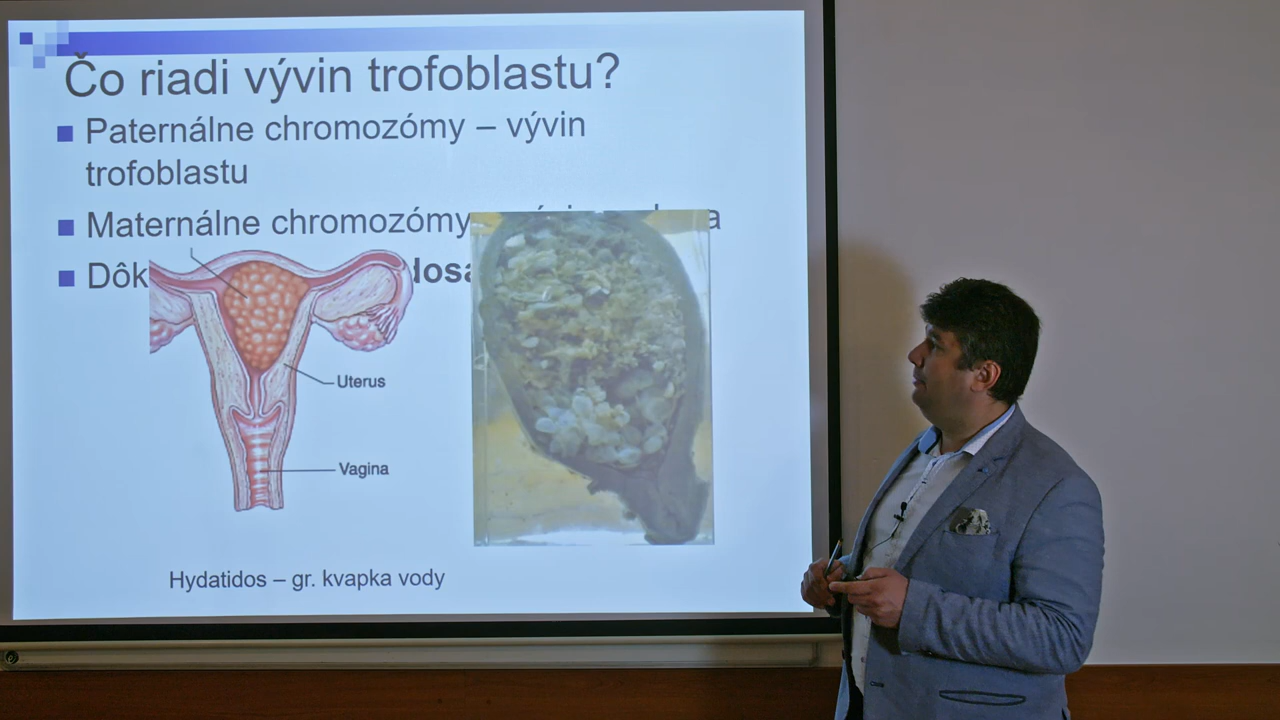 Čo riadi vývin trofoblastu?
Paternálne chromozómy – vývin
trofoblastu
Maternálne chromozómy
Uterus
Vagina
Hydatidos – gr. kvapka vody